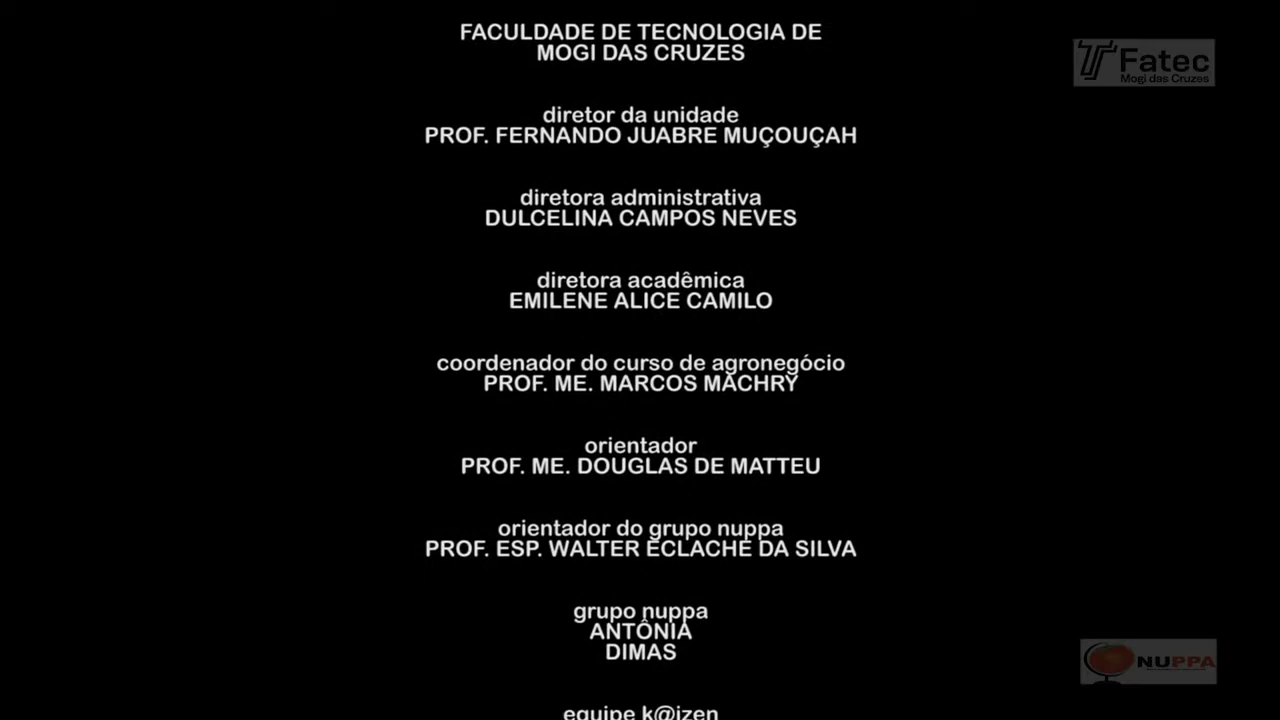 FACULDADE DE TECNOLOGIA DE
MOGI DAS CRUZES
Fatec
Mogi das Cruzes
diretor da unidade
PROF. FERNANDO JUABRE MUÇOUÇAH
diretora administrativa
DULCELINA CAMPOS NEVES
diretora acadêmica
EMILENE ALICE CAMILO
coordenador do curso de agronegócio
PROF. ME. MARCOS MACHRY
orientador
PROF. ME. DOUGLAS DE MATTEU
orientador do grupo nuppa
PROF. ESP. WALTER ECLACHE DA SILVA
grupo nuppa
ANTÔNIA
DIMAS
NUPPA
equipe k@izen